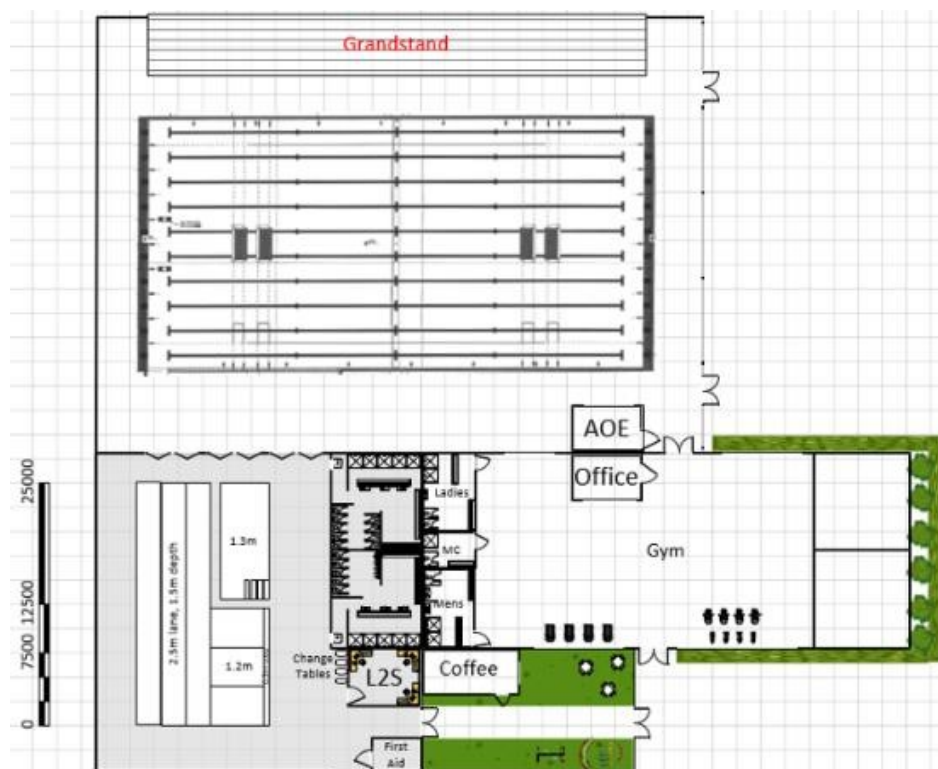 Grandstand
AOE
Office
Ladies
MC
Mens
Gym
1.3m
2.5m lane, 1.5m depth
1.2m
Change
Tables
L2S
Coffee
First
Aid
25000
12500
7500
0